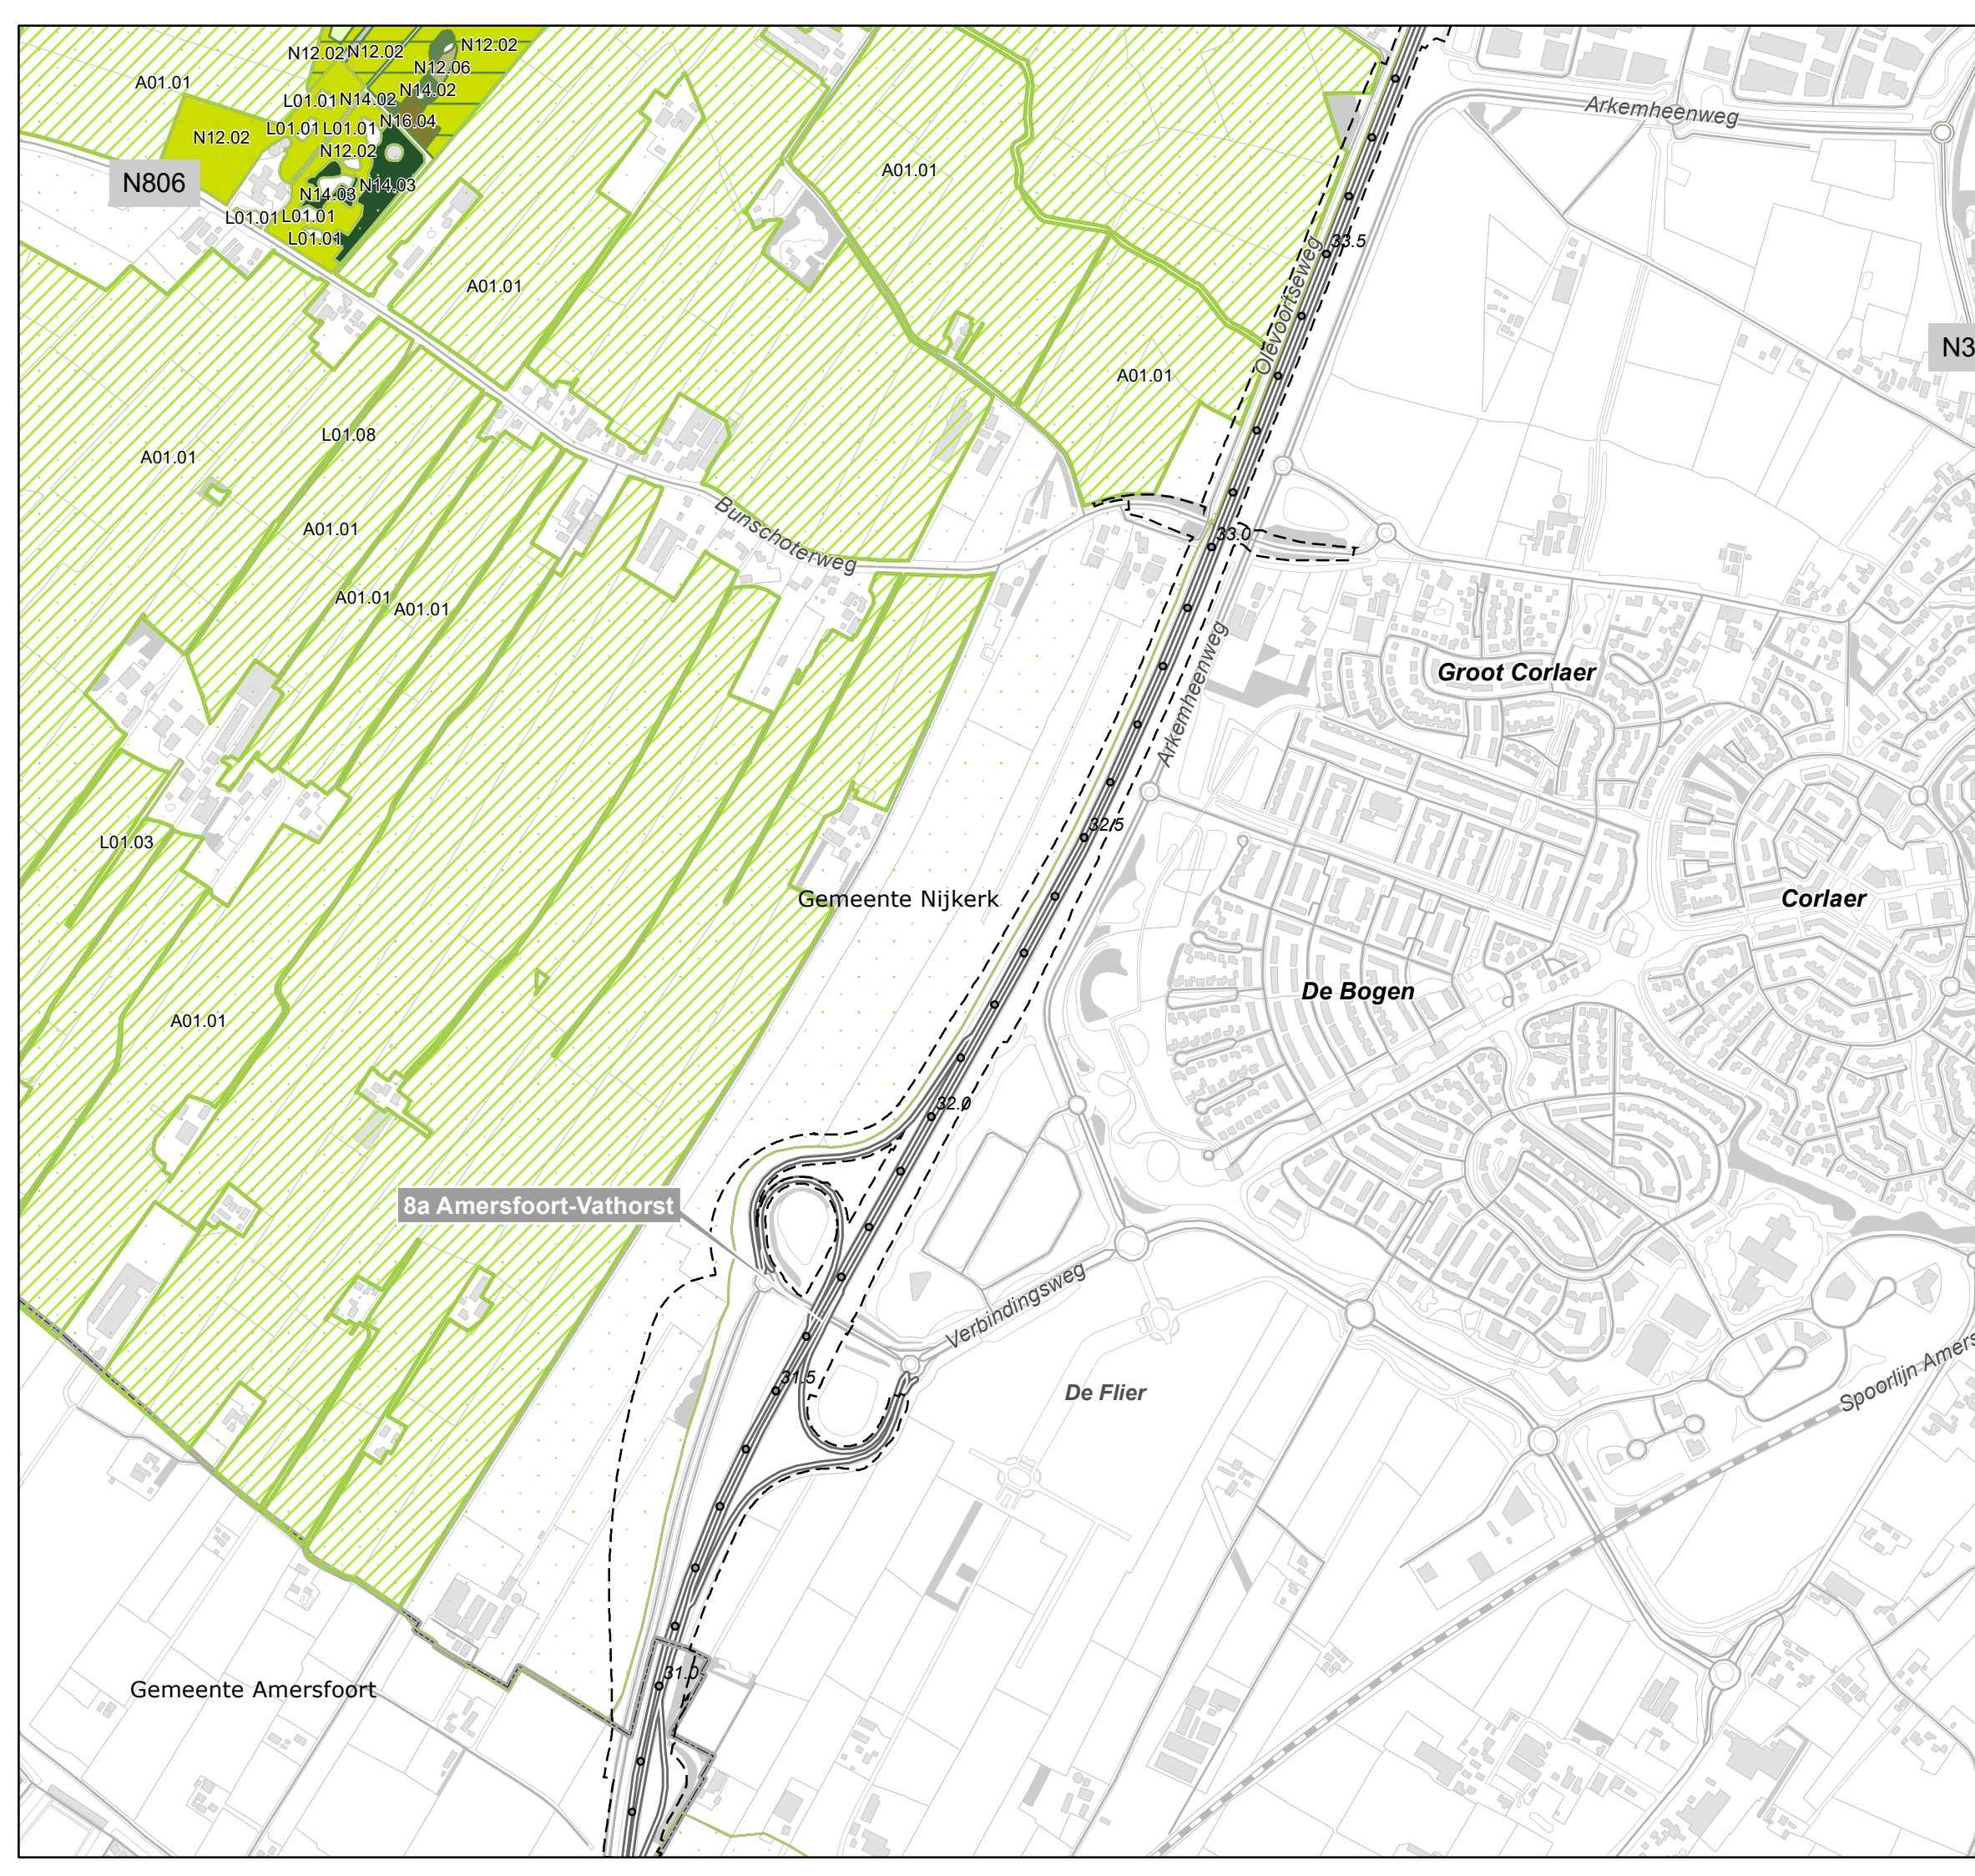 N12.02
N12.02
N12.02
N12.06
A01.01
N14.02
L01.01
N14.02
N16.04
L01.01
L01.01
N12.02
N12.02
N806
N14.03
N14.03
L01.01
L01.01
L01.01
Arkemheenweg
A01.01
33.5
Olevoortseweg
A01.01
N3
A01.01
L01.08
A01.01
A01.01
Bunschoterweg
33.0
A01.01
A01.01
Arkemheenweg
Groot Corlaer
32.5
L01.03
Gemeente Nijkerk
Corlaer
De Bogen
A01.01
32.0
8a Amersfoort-Vathorst
Verbindingsweg
31.5
De Flier
Spoorlijn Amers
31.0
Gemeente Amersfoort